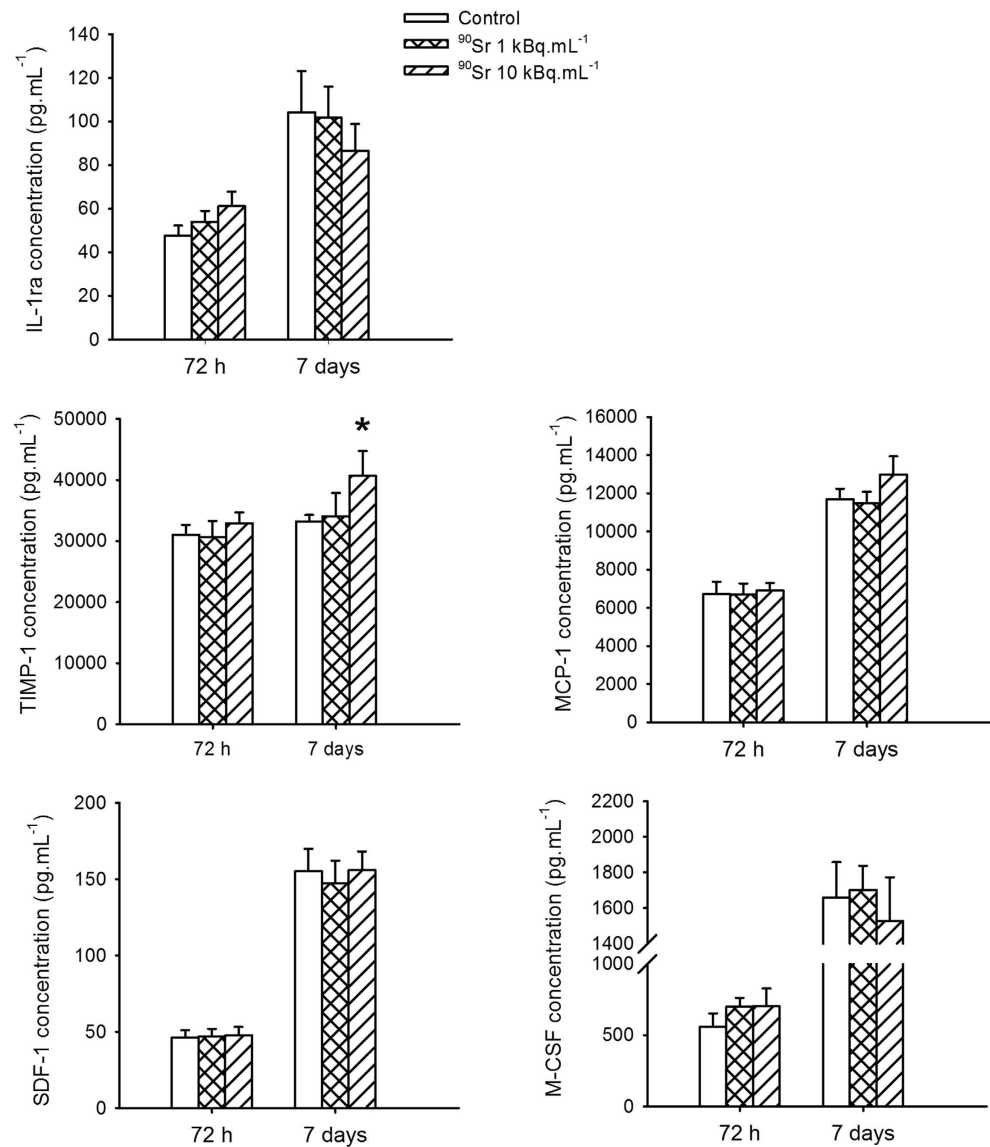 Control
⁹⁰Sr 1 kBq.mL⁻¹
⁹⁰Sr 10 kBq.mL⁻¹
IL-1ra concentration (pg.mL⁻¹)
140
120
100
80
60
40
20
0
72 h 7 days
TIMP-1 concentration (pg.mL⁻¹)
50000
40000
30000
20000
10000
0
*
72 h 7 days
MCP-1 concentration (pg.mL⁻¹)
16000
14000
12000
10000
8000
6000
4000
2000
0
72 h 7 days
SDF-1 concentration (pg.mL⁻¹)
200
150
100
50
0
72 h 7 days
M-CSF concentration (pg.mL⁻¹)
2200
2000
1800
1600
1400
1000
500
0
72 h 7 days